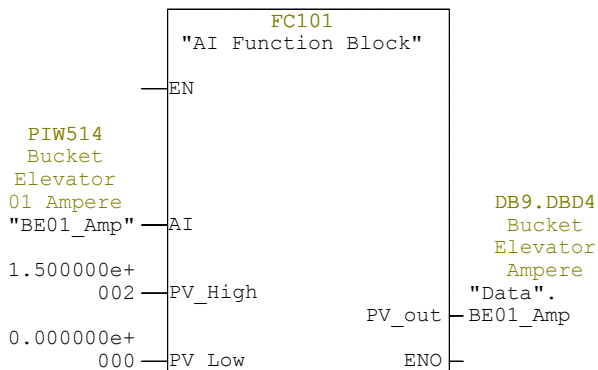 FC101
"AI Function Block"
EN
PIW514
Bucket
Elevator
01 Ampere
"BE01_Amp"
AI
1.500000e+
002
PV_High
0.000000e+
000
PV_Low
DB9.DBD4
Bucket
Elevator
Ampere
"Data".
PV_out
BE01_Amp
ENO